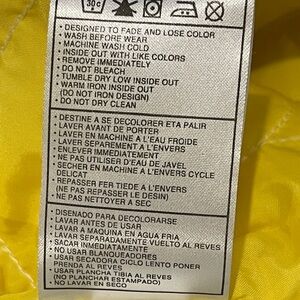 30c
• DESIGNED TO FADE AND LOSE COLOR
• WASH BEFORE WEAR
• MACHINE WASH COLD
• INSIDE OUT WITH LIKE COLORS
• REMOVE IMMEDIATELY
• DO NOT BLEACH
• TUMBLE DRY LOW INSIDE OUT
• WARM IRON INSIDE OUT
(DO NOT IRON DESIGN)
• DO NOT DRY CLEAN
• DESTINE A SE DECOLORER ETA PALIR
• LAVER AVANT DE PORTER
• LAVER EN MACHINE A L'EAU FROIDE
• LAVER SEPAREMENT A L'ENVERS
• ENLEVER IMMEDIATEMENT
• NE PAS UTILISER D'EAU DE JAVEL
• SECHER EN MACHINE A L'ENVERS CYCLE
DELICAT
• REPASSER FER TIEDE A L'ENVERS
(NE PAS REPASSER LE DESIN)
• NE PAS NETTOYER A SEC
• DISENADO PARA DECOLORARSE
• LAVAR ANTES DE USAR
• LAVAR A MAQUINA EN AGUA FRIA
• LAVAR SEPARADAMENTE VUELTO AL REVES
• SACAR INMEDIATAMENTE
• NO USAR BLANQUEADORES
• USAR SECADORA CICLO LENTO PONER
PRENDA AL REVES
• USAR PLANCHA TIBIA AL REVES
(NO PLANCHAR ESTAMPADO)
• NO LAVAR EN SECO